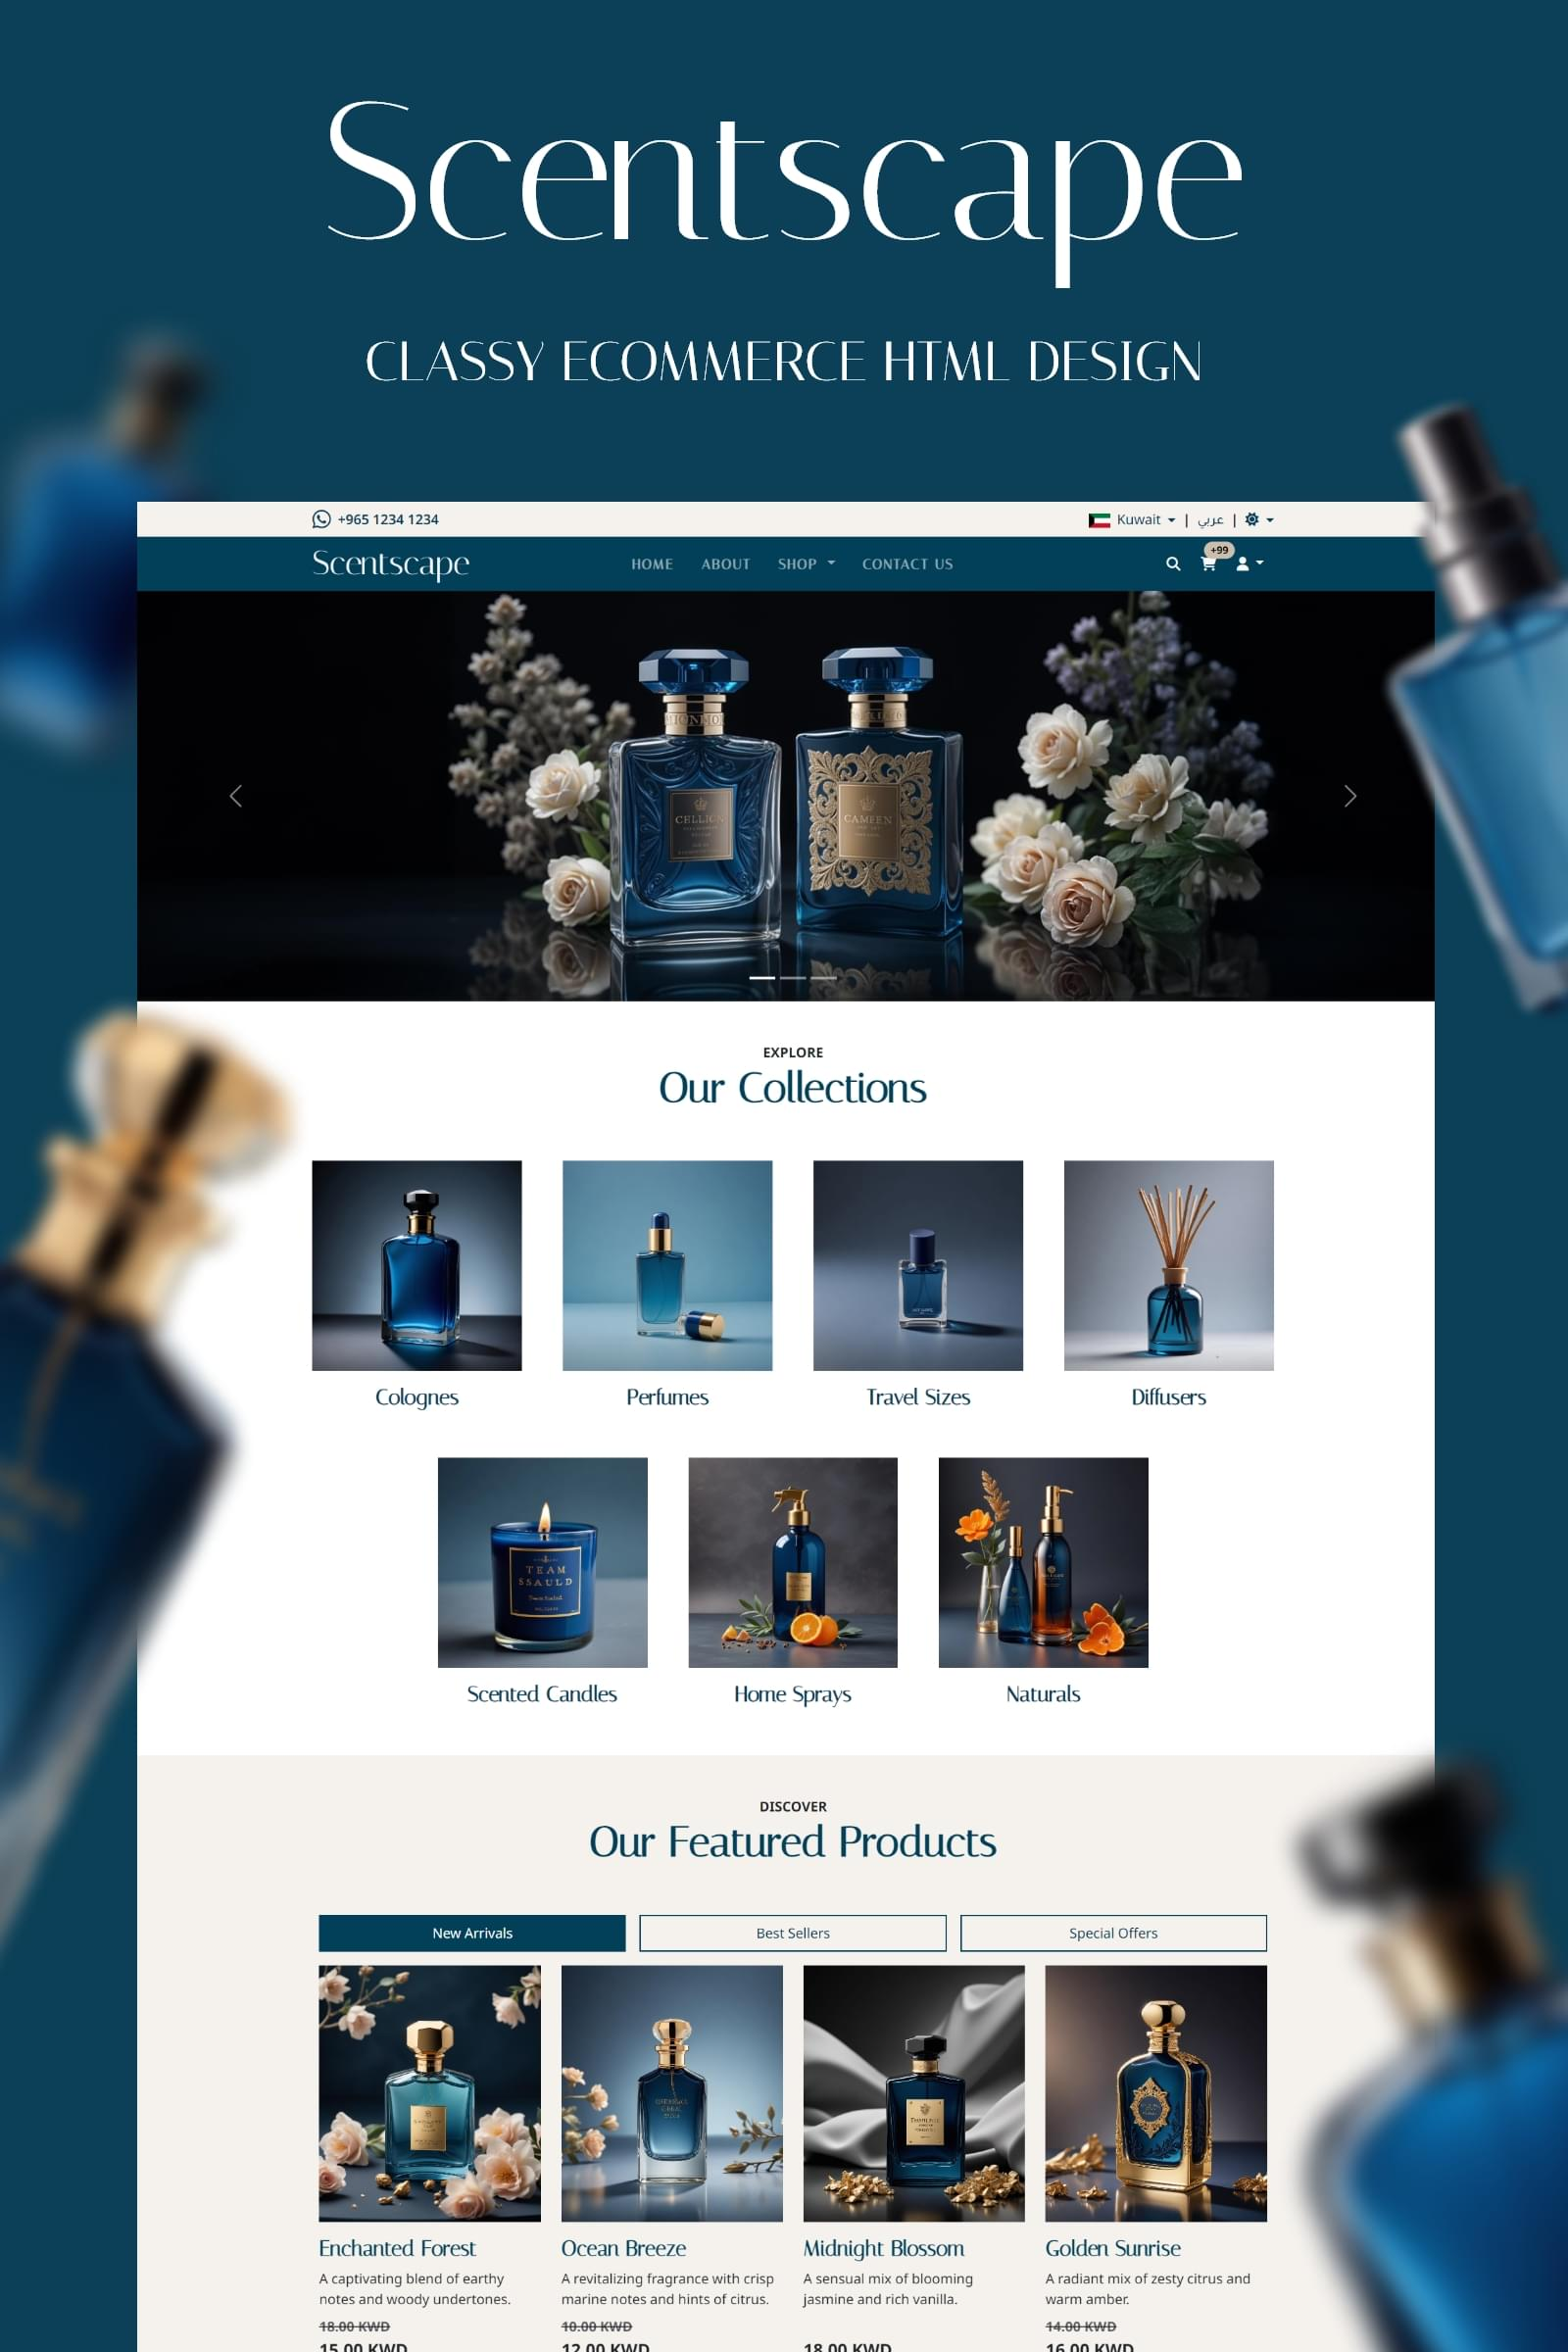 Scentscape
CLASSY ECOMMERCE HTML DESIGN
+965 1234 1234
Kuwait | عربي |
Scentscape
HOME ABOUT SHOP CONTACT US
+99
CELLION
CAMEEN
EXPLORE
Our Collections
Colognes Perfumes Travel Sizes Diffusers
TEAM
SSAULD
Scented Candles Home Sprays Naturals
DISCOVER
Our Featured Products
New Arrivals Best Sellers Special Offers
Enchanted Forest
A captivating blend of earthy
notes and woody undertones.
18.00 KWD
15.00 KWD
Ocean Breeze
A revitalizing fragrance with crisp
marine notes and hints of citrus.
10.00 KWD
12.00 KWD
Midnight Blossom
A sensual mix of blooming
jasmine and rich vanilla.
18.00 KWD
Golden Sunrise
A radiant mix of zesty citrus and
warm amber.
14.00 KWD
16.00 KWD